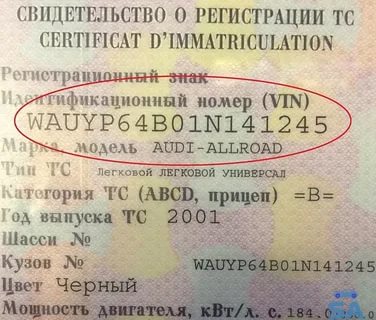 СВИДЕТЕЛЬСТВО О РЕГИСТРАЦИИ ТС
CERTIFICAT D'IMMATRICULATION
Регистрационный знак
Идентификационный номер (VIN)
WAUYP64B01N141245
Марка, модель AUDI-ALLROAD
Тип ТС ЛЕГКОВОЙ ЛЕГКОВОЙ УНИВЕРСАЛ
Категория ТС (ABCD, прицеп) =B=
Год выпуска ТС 2001
Шасси №
Кузов № WAUYP64B01N141245
Цвет Черный
Мощность двигателя, кВт/л. с. 184.0